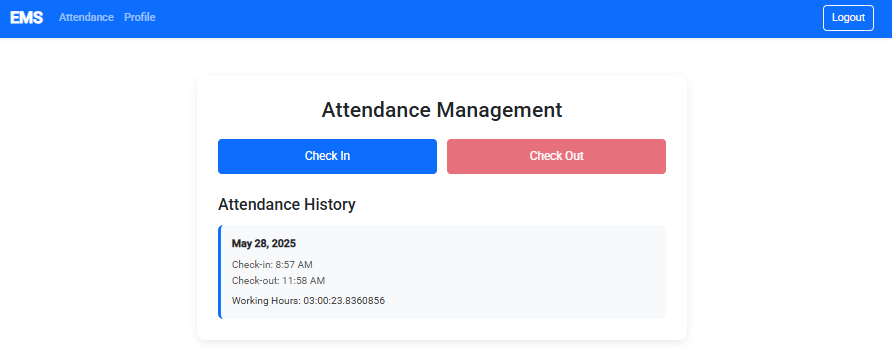 EMS Attendance Profile Logout
Attendance Management
Check In Check Out
Attendance History
May 28, 2025
Check-in: 8:57 AM
Check-out: 11:58 AM
Working Hours: 03:00:23.8360856